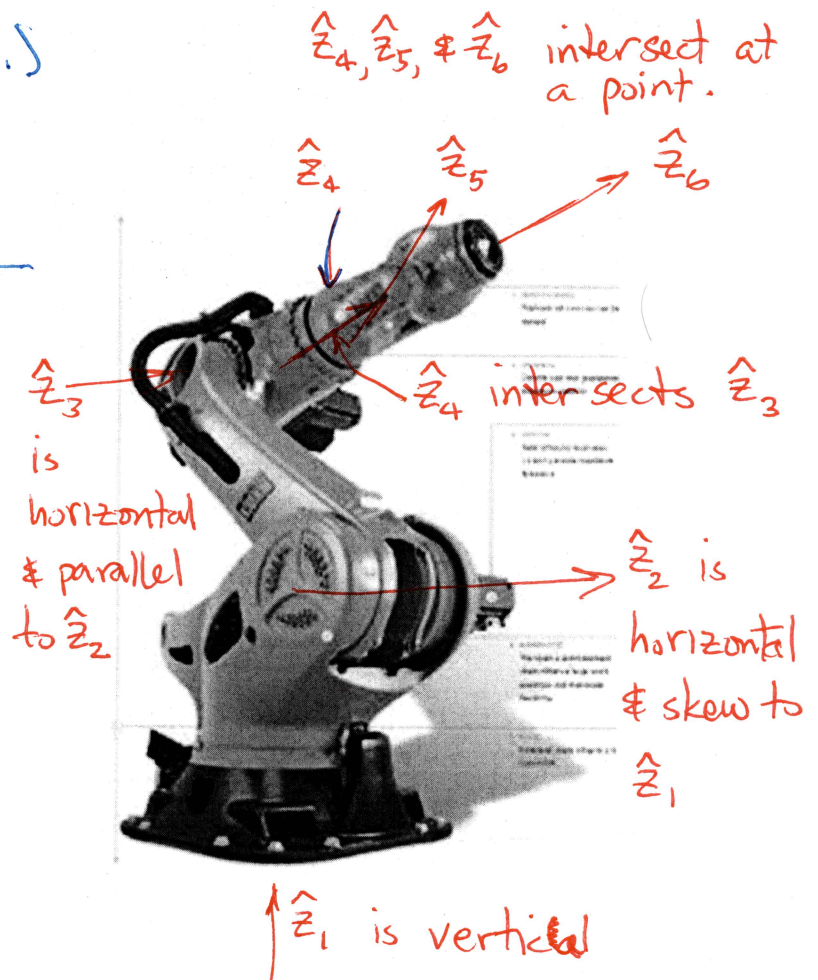 .)
ẑ₄, ẑ₅, & ẑ₆ intersect at
a point.
ẑ₄
ẑ₅
ẑ₆
ẑ₃
is
horizontal
& parallel
to ẑ₂
ẑ₄ intersects ẑ₃
ẑ₂ is
horizontal
& skew to
ẑ₁
ẑ₁ is vertical